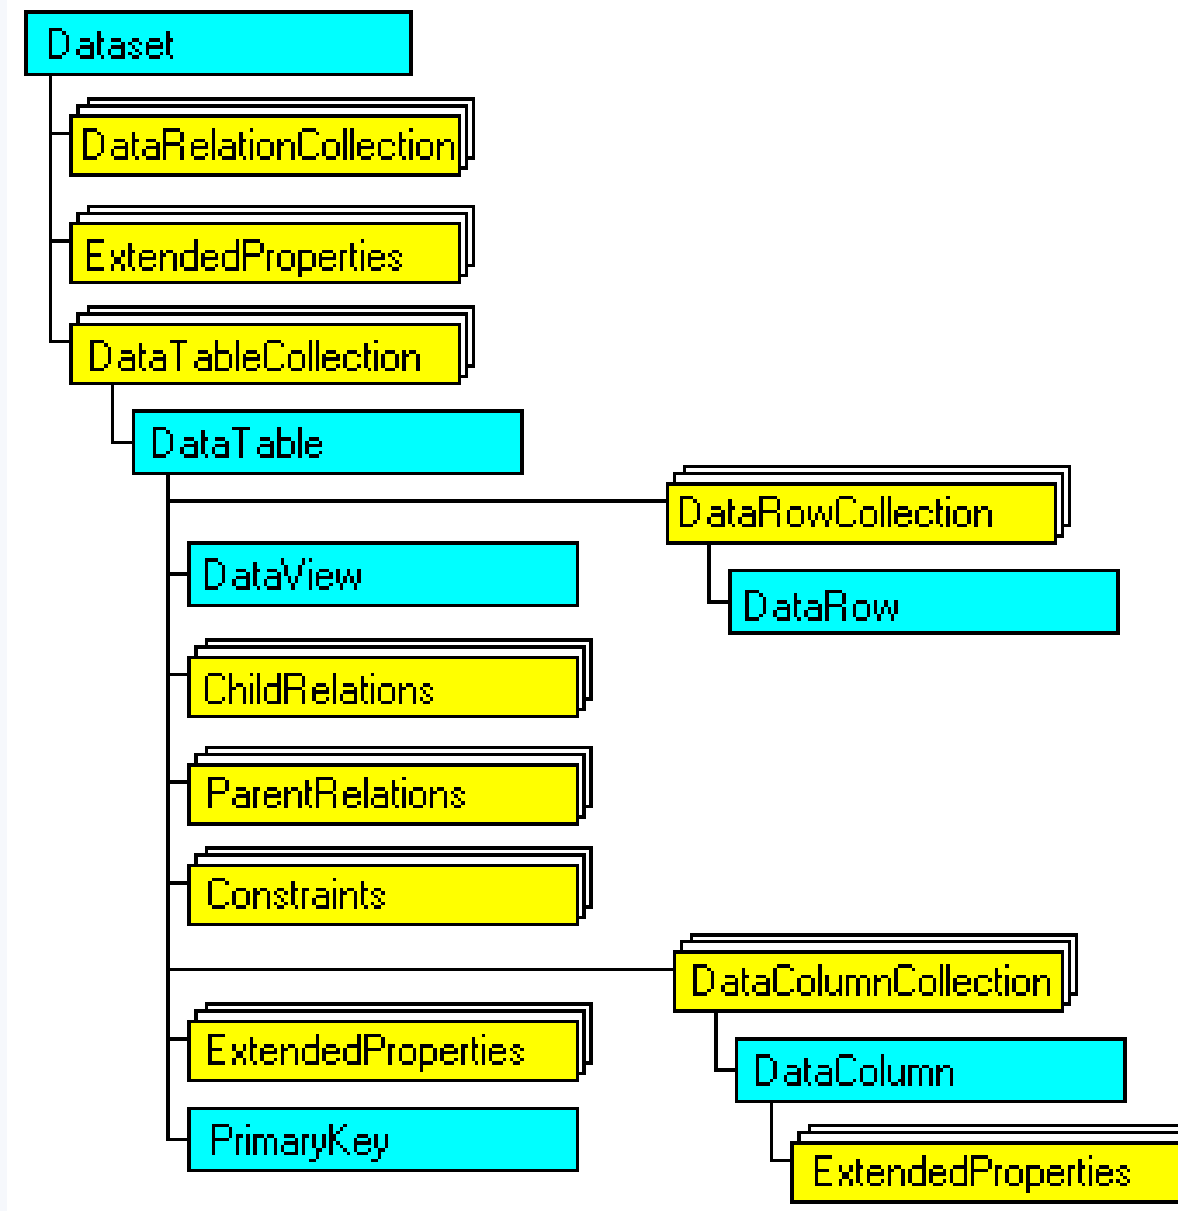 Dataset
DataRelationCollection
ExtendedProperties
DataTableCollection
DataTable
DataRowCollection
DataView
DataRow
ChildRelations
ParentRelations
Constraints
DataColumnCollection
ExtendedProperties
DataColumn
PrimaryKey
ExtendedProperties